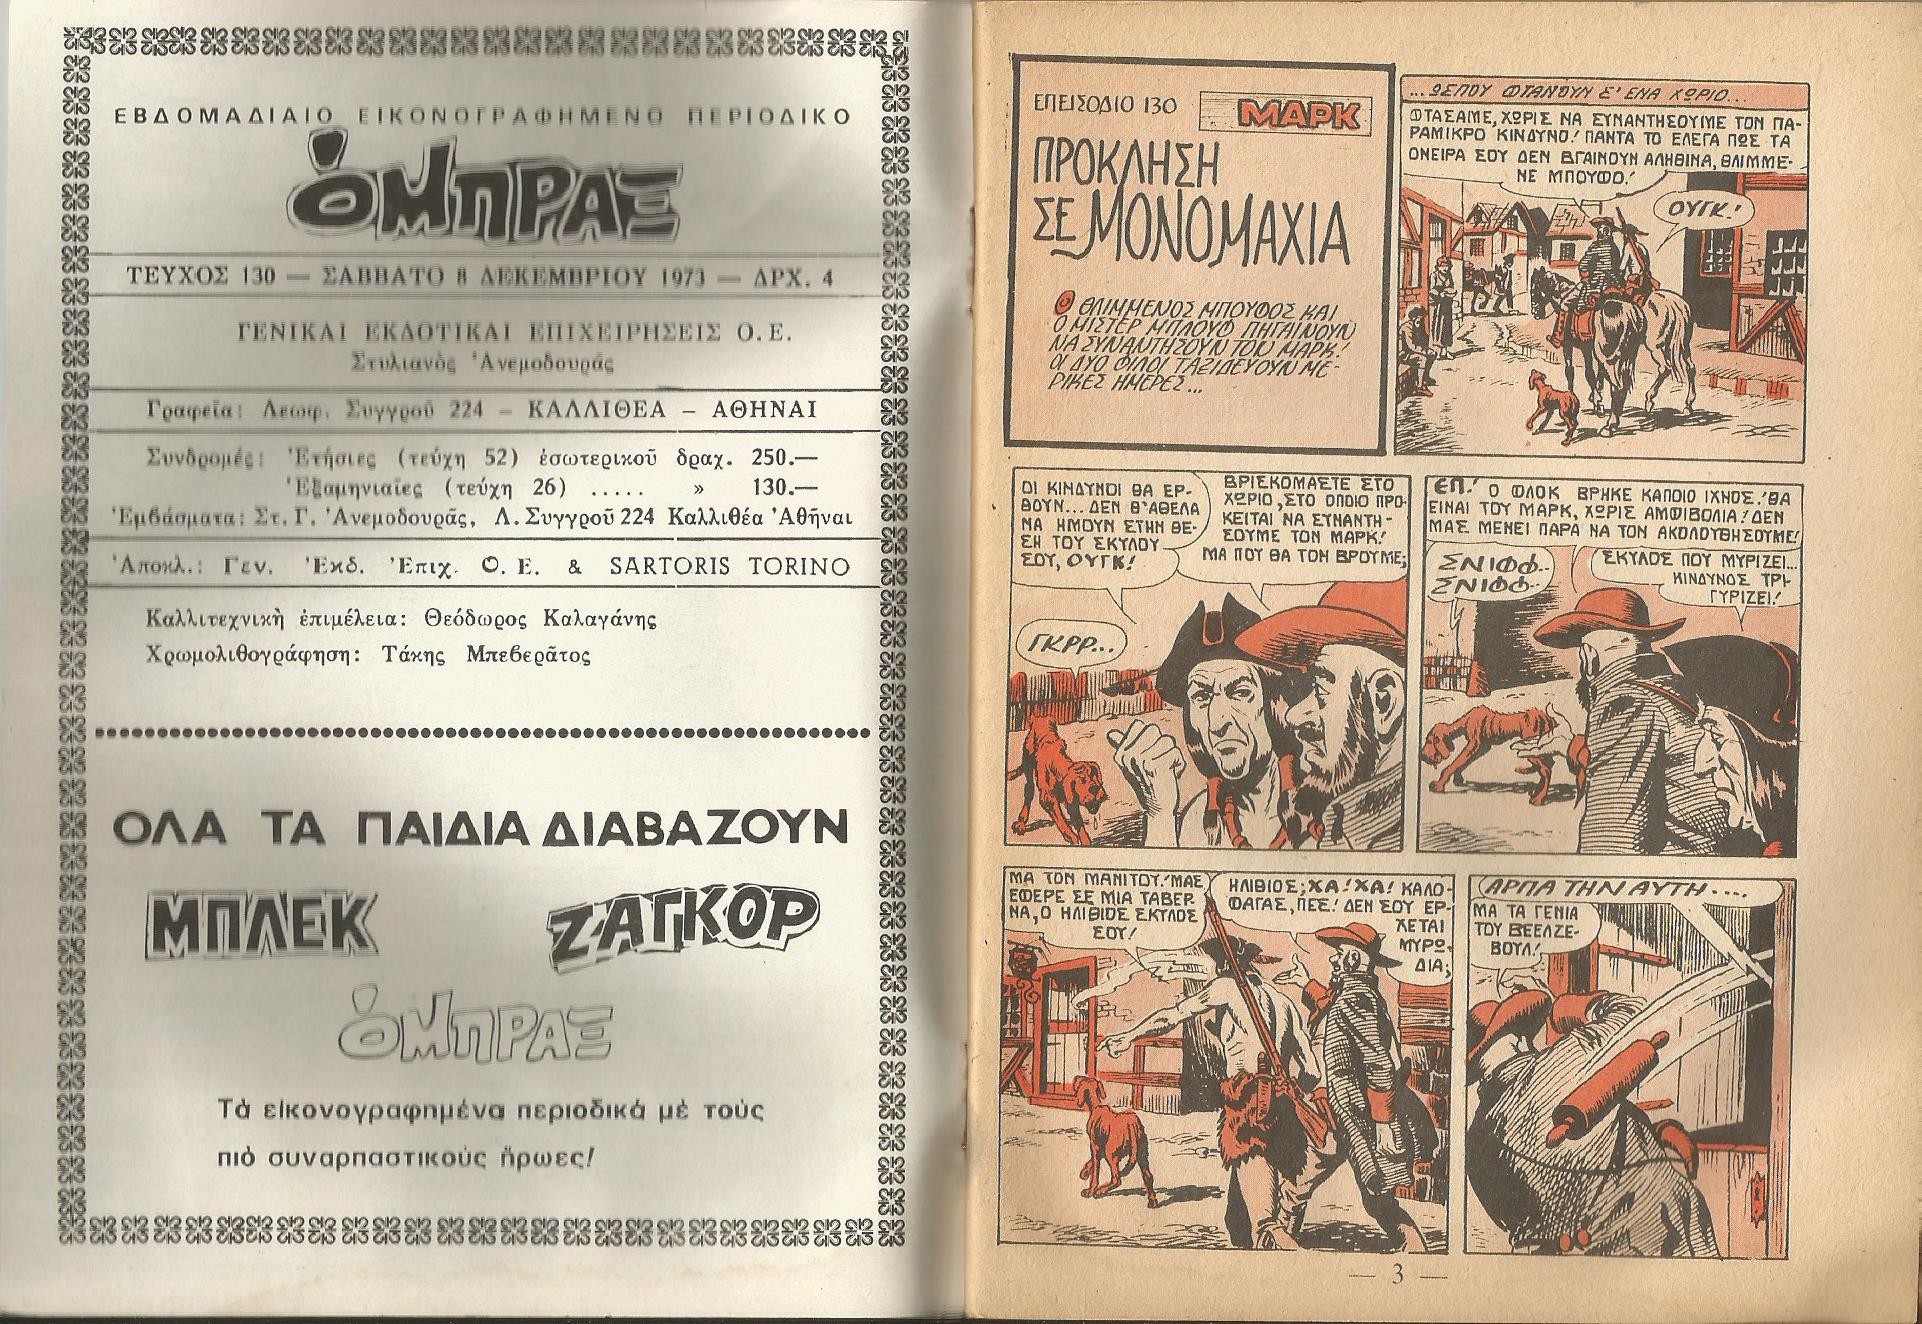 ΕΒΔΟΜΑΔΙΑΙΟ ΕΙΚΟΝΟΓΡΑΦΗΜΕΝΟ ΠΕΡΙΟΔΙΚΟ
ὉΜΠΡΑΞ
ΤΕΥΧΟΣ 130 — ΣΑΒΒΑΤΟ 8 ΔΕΚΕΜΒΡΙΟΥ 1973 — ΔΡΧ. 4
ΓΕΝΙΚΑΙ ΕΚΔΟΤΙΚΑΙ ΕΠΙΧΕΙΡΗΣΕΙΣ Ο.Ε.
Στυλιανὸς Ἀνεμοδουρᾶς
Γραφεῖα: Λεωφ. Συγγροῦ 224 – ΚΑΛΛΙΘΕΑ – ΑΘΗΝΑΙ
Συνδρομές: Ἐτήσιες (τεύχη 52) ἐσωτερικοῦ δραχ. 250.—
Ἑξαμηνιαῖες (τεύχη 26) ..... » 130.—
Ἐμβάσματα: Στ. Γ. Ἀνεμοδουρᾶς, Λ. Συγγροῦ 224 Καλλιθέα Ἀθῆναι
Ἀποκλ.: Γεν. Ἐκδ. Ἐπιχ. Ο. Ε. & SARTORIS TORINO
Καλλιτεχνικὴ ἐπιμέλεια: Θεόδωρος Καλαγάνης
Χρωμολιθογράφηση: Τάκης Μπεβεράτος
ΟΛΑ ΤΑ ΠΑΙΔΙΑ ΔΙΑΒΑΖΟΥΝ
ΜΠΛΕΚ ΖΑΓΚΟΡ
ὉΜΠΡΑΞ
Τὰ εἰκονογραφημένα περιοδικά μέ τούς
πιὸ συναρπαστικούς ἥρωες!
ΕΠΕΙΣΟΔΙΟ 130 ΜΑΡΚ
ΠΡΟΚΛΗΣΗ
ΣΕ ΜΟΝΟΜΑΧΙΑ
Ο ΘΛΙΜΜΕΝΟΣ ΜΠΟΥΦΟΣ ΚΑΙ
Ο ΜΙΣΤΕΡ ΜΠΛΟΥΦ ΠΗΓΑΙΝΟΥΝ
ΝΑ ΣΥΝΑΝΤΗΣΟΥΝ ΤΟΝ ΜΑΡΚ!
ΟΙ ΔΥΟ ΦΙΛΟΙ ΤΑΞΙΔΕΥΟΥΝ ΜΕ-
ΡΙΚΕΣ ΗΜΕΡΕΣ...
...ΩΣΠΟΥ ΦΤΑΝΟΥΝ Σ' ΕΝΑ ΧΩΡΙΟ...
ΦΤΑΣΑΜΕ, ΧΩΡΙΣ ΝΑ ΣΥΝΑΝΤΗΣΟΥΜΕ ΤΟΝ ΠΑ-
ΡΑΜΙΚΡΟ ΚΙΝΔΥΝΟ! ΠΑΝΤΑ ΤΟ ΕΛΕΓΑ ΠΩΣ ΤΑ
ΟΝΕΙΡΑ ΣΟΥ ΔΕΝ ΒΓΑΙΝΟΥΝ ΑΛΗΘΙΝΑ, ΘΛΙΜΜΕ-
ΝΕ ΜΠΟΥΦΟ!
ΟΥΓΚ!
ΟΙ ΚΙΝΔΥΝΟΙ ΘΑ ΕΡ-
ΘΟΥΝ... ΔΕΝ Θ'ΑΘΕΛΑ
ΝΑ ΗΜΟΥΝ ΣΤΗΝ ΘΕ-
ΣΗ ΤΟΥ ΣΚΥΛΟΥ
ΣΟΥ, ΟΥΓΚ!
ΒΡΙΣΚΟΜΑΣΤΕ ΣΤΟ
ΧΩΡΙΟ, ΣΤΟ ΟΠΟΙΟ ΠΡΟ-
ΚΕΙΤΑΙ ΝΑ ΣΥΝΑΝΤΗ-
ΣΟΥΜΕ ΤΟΝ ΜΑΡΚ!
ΜΑ ΠΟΥ ΘΑ ΤΟΝ ΒΡΟΥΜΕ;
ΓΚΡΡ...
ΕΠ! Ο ΦΛΟΚ ΒΡΗΚΕ ΚΑΠΟΙΟ ΙΧΝΟΣ! ΘΑ
ΕΙΝΑΙ ΤΟΥ ΜΑΡΚ, ΧΩΡΙΣ ΑΜΦΙΒΟΛΙΑ! ΔΕΝ
ΜΑΣ ΜΕΝΕΙ ΠΑΡΑ ΝΑ ΤΟΝ ΑΚΟΛΟΥΘΗΣΟΥΜΕ!
ΣΝΙΦΦ...
ΣΝΙΦΦ...
ΣΚΥΛΟΣ ΠΟΥ ΜΥΡΙΖΕΙ...
ΚΙΝΔΥΝΟΣ ΤΡΙ-
ΓΥΡΙΖΕΙ!
ΜΑ ΤΟΝ ΜΑΝΙΤΟΥ! ΜΑΣ
ΕΦΕΡΕ ΣΕ ΜΙΑ ΤΑΒΕΡ
ΝΑ, Ο ΗΛΙΘΙΟΣ ΣΚΥΛΟΣ
ΣΟΥ!
ΗΛΙΘΙΟΣ; ΧΑ! ΧΑ! ΚΑΛΟ-
ΦΑΓΑΣ, ΠΕΣ! ΔΕΝ ΣΟΥ ΕΡ-
ΧΕΤΑΙ
ΜΥΡΩ-
ΔΙΑ;
ΑΡΠΑ ΤΗΝ ΑΥΤΗ....
ΜΑ ΤΑ ΓΕΝΙΑ
ΤΟΥ ΒΕΕΛΖΕ-
ΒΟΥΛ!
— 3 —